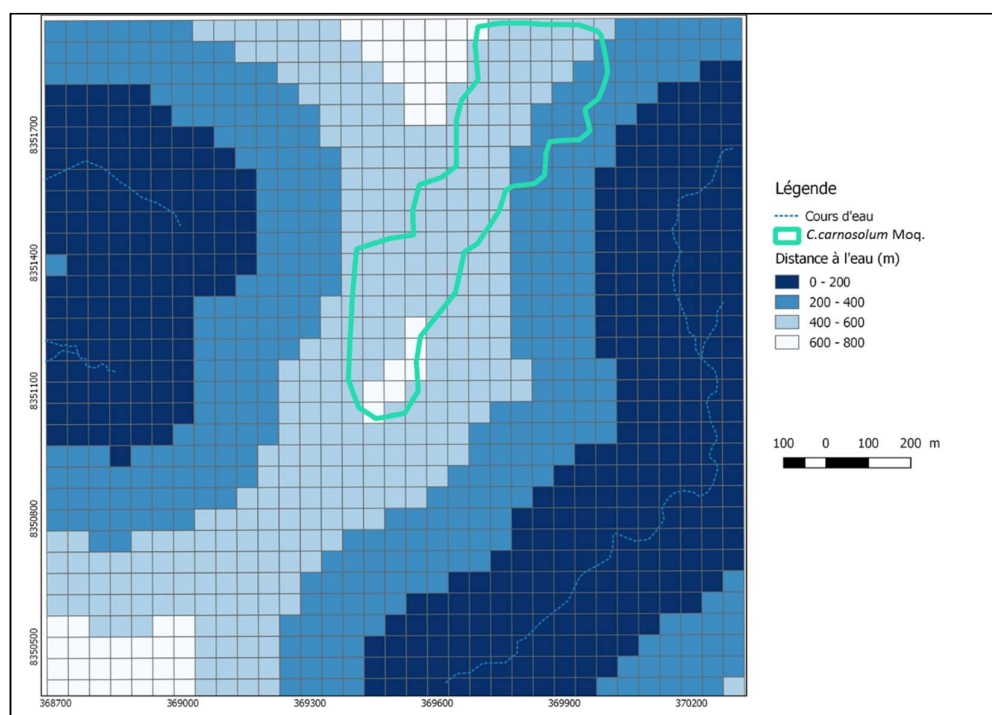 8351700
8351400
8351100
8350800
8350500
368700
369000
369300
369600
369900
370200
Légende
Cours d'eau
C.carnosolum Moq.
Distance à l'eau (m)
0 - 200
200 - 400
400 - 600
600 - 800
100 0 100 200 m